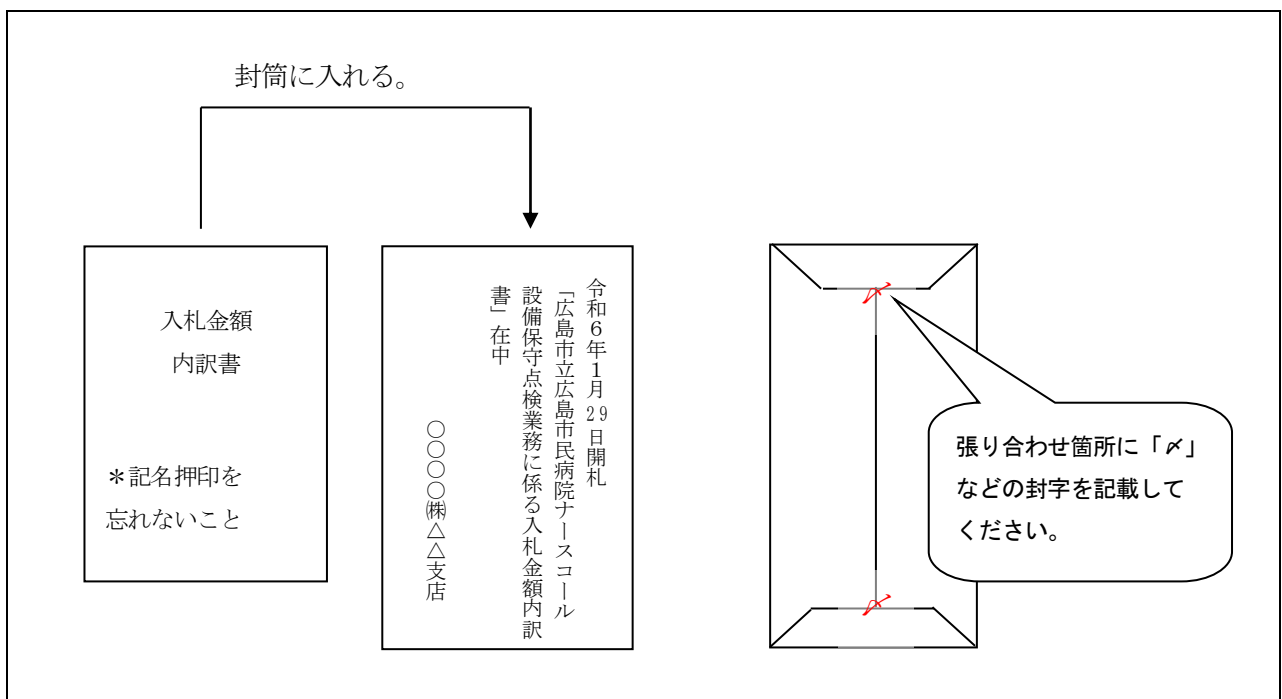 封筒に入れる。
入札金額
内訳書
＊記名押印を
忘れないこと
令和６年１月29日開札
「広島市立広島市民病院ナースコール
設備保守点検業務に係る入札金額内訳
書」在中
○○○○㈱△△支店
〆
〆
張り合わせ箇所に「〆」
などの封字を記載して
ください。